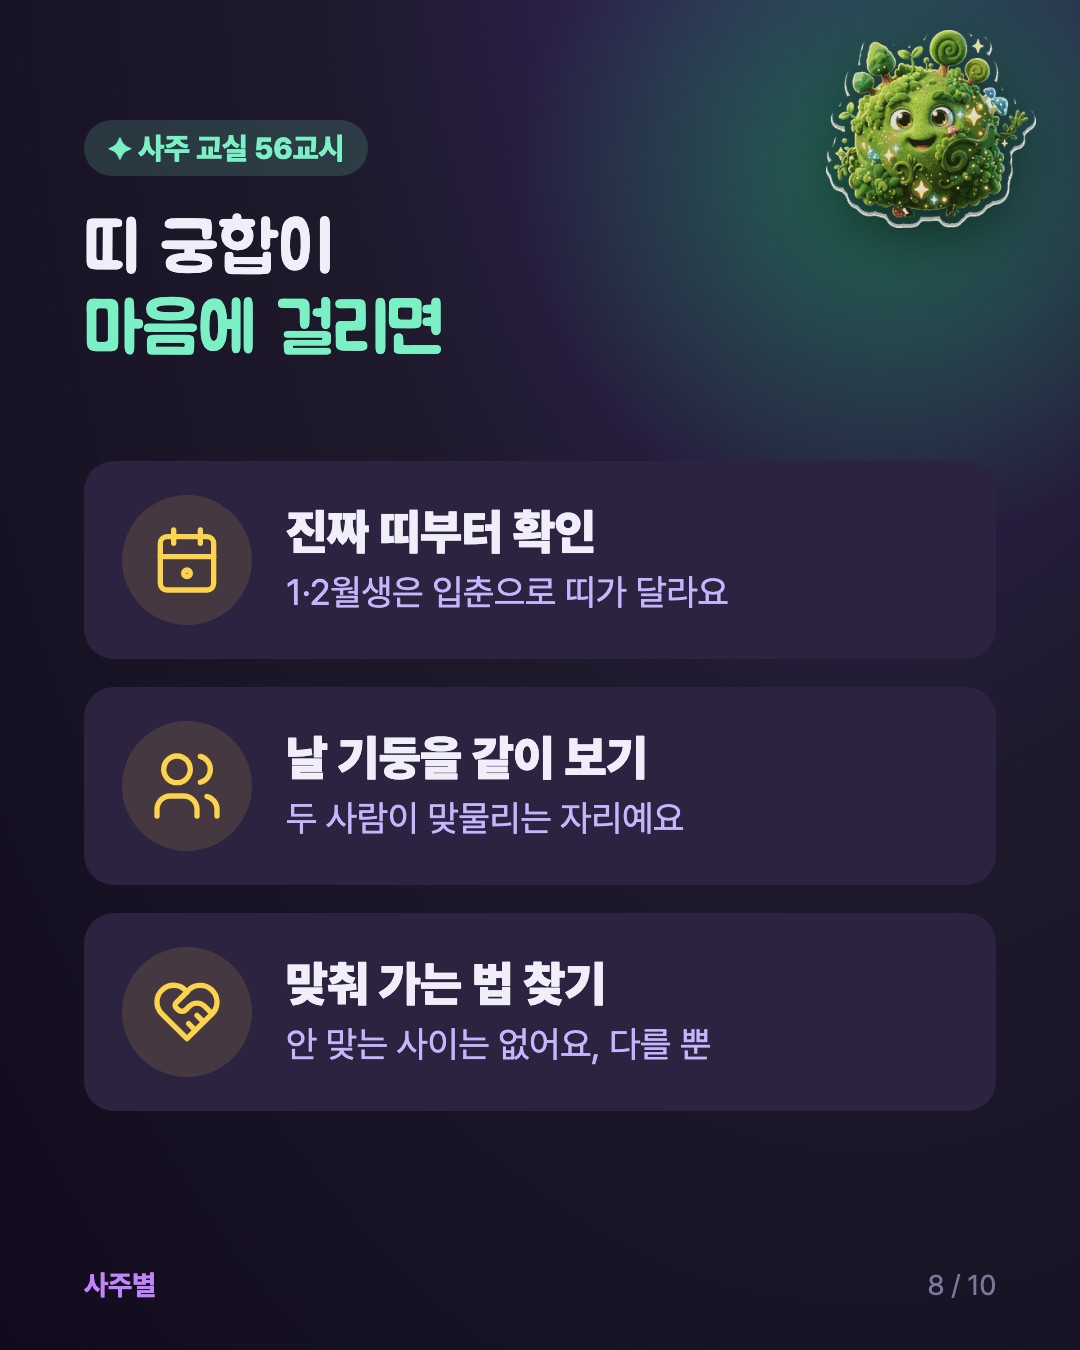 ✦ 사주 교실 56교시
띠 궁합이
마음에 걸리면
진짜 띠부터 확인
1·2월생은 입춘으로 띠가 달라요
날 기둥을 같이 보기
두 사람이 맞물리는 자리예요
맞춰 가는 법 찾기
안 맞는 사이는 없어요, 다를 뿐
사주별
8 / 10